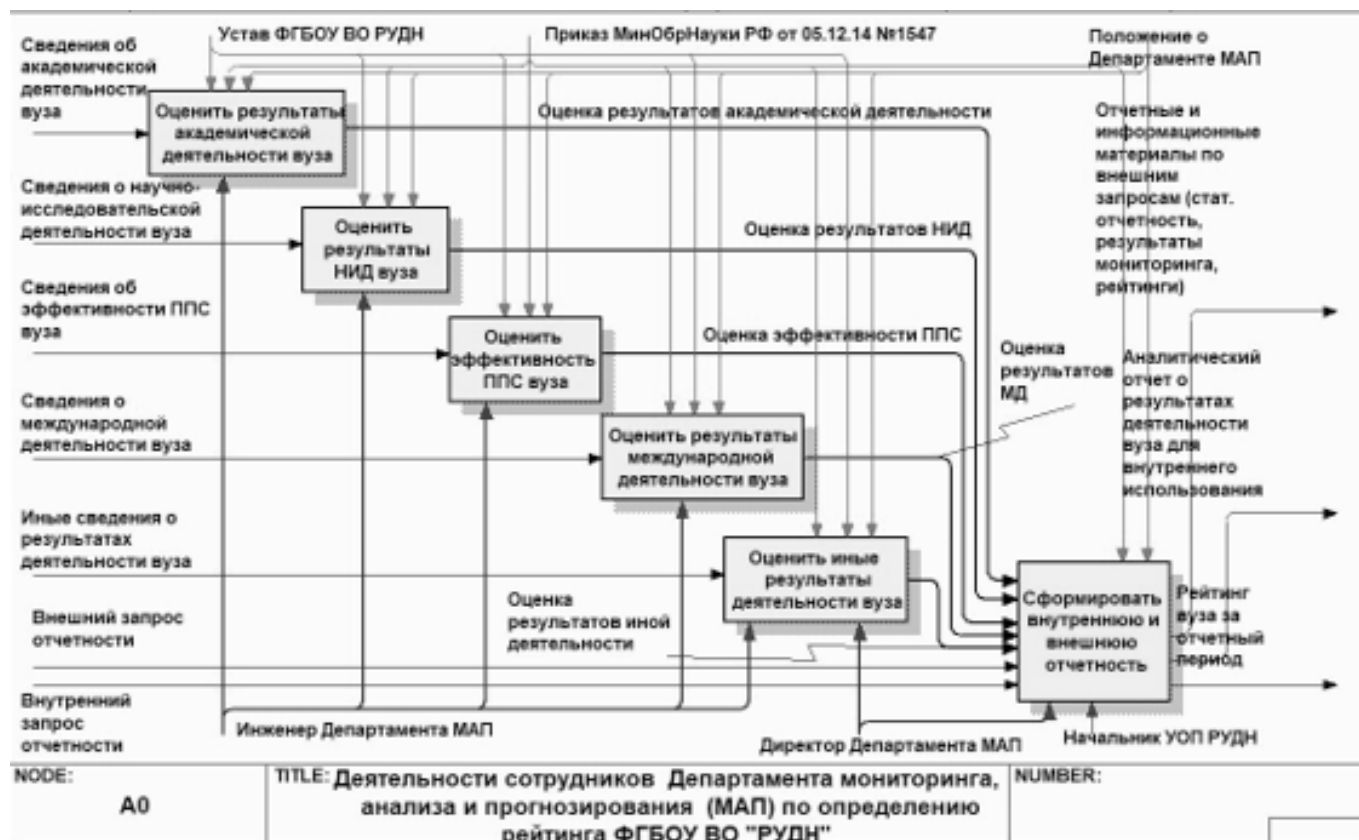 Сведения об
академической
деятельности
вуза
Устав ФГБОУ ВО РУДН
Приказ МинОбрНауки РФ от 05.12.14 №1547
Положение о
Департаменте МАП
Оценить результаты
академической
деятельности вуза
Оценка результатов академической деятельности
Отчетные и
информационные
материалы по
внешним
запросам (стат.
отчетность,
результаты
мониторинга,
рейтинги)
Сведения о научно-
исследовательской
деятельности вуза
Оценить
результаты
НИД вуза
Оценка результатов НИД
Сведения об
эффективности ППС
вуза
Оценить
эффективность
ППС вуза
Оценка эффективности ППС
Оценка
результатов
МД
Аналитический
отчет о
результатах
деятельности
вуза для
внутреннего
использования
Сведения о
международной
деятельности вуза
Оценить результаты
международной
деятельности вуза
Иные сведения о
результатах
деятельности вуза
Оценить иные
результаты
деятельности вуза
Оценка
результатов иной
деятельности
Внешний запрос
отчетности
Сформировать
внутреннюю и
внешнюю
отчетность
Рейтинг
вуза за
отчетный
период
Внутренний
запрос
отчетности
Инженер Департамента МАП
Директор Департамента МАП
Начальник УОП РУДН
NODE:
A0
TITLE: Деятельности сотрудников Департамента мониторинга,
анализа и прогнозирования (МАП) по определению
рейтинга ФГБОУ ВО "РУДН"
NUMBER: